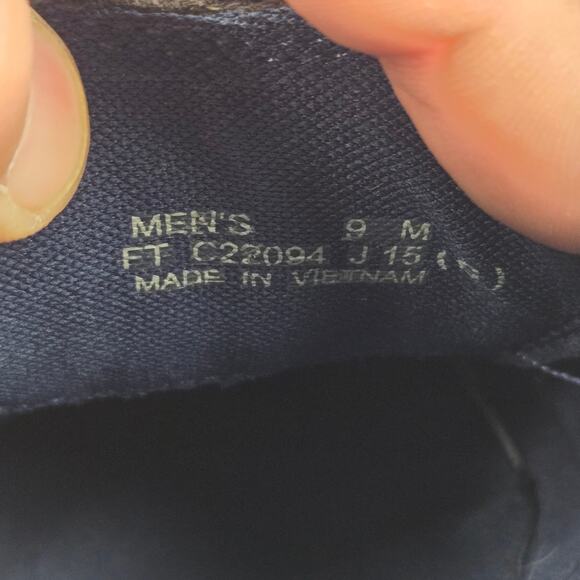 MEN'S 9 M
FT C22094 J 15
MADE IN VIETNAM